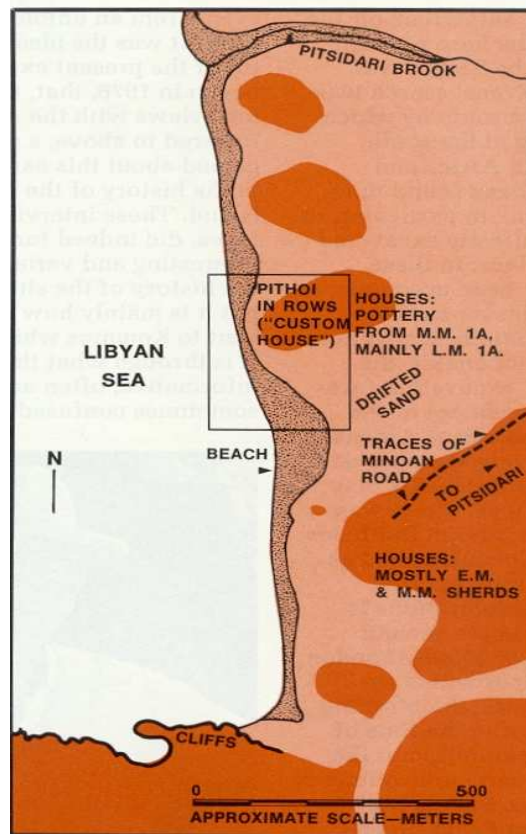 PITSIDARI BROOK
PITHOI
IN ROWS
("CUSTOM
HOUSE")
HOUSES:
POTTERY
FROM M.M. 1A,
MAINLY L.M. 1A.
LIBYAN
SEA
DRIFTED
SAND
BEACH
TRACES OF
MINOAN
ROAD
TO
PITSIDARI
N
HOUSES:
MOSTLY E.M.
& M.M. SHERDS
CLIFFS
0 500
APPROXIMATE SCALE—METERS